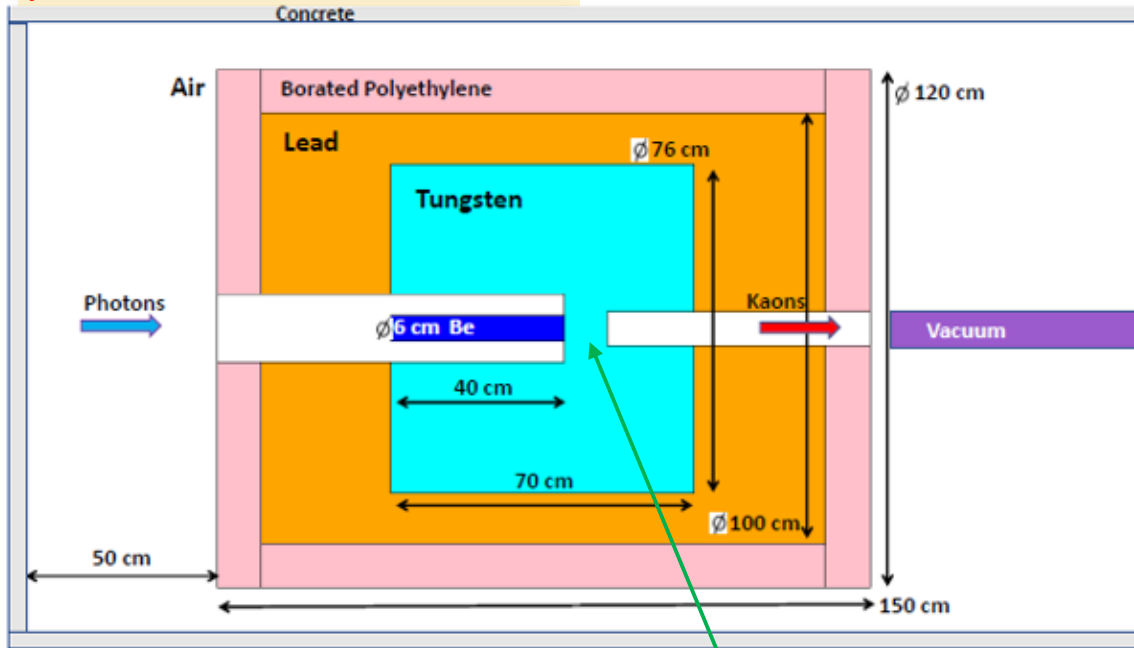 Concrete
Air
Borated Polyethylene
Ø 120 cm
Lead
Ø 76 cm
Tungsten
Photons
Kaons
Ø 6 cm Be
Vacuum
40 cm
70 cm
Ø 100 cm
50 cm
150 cm